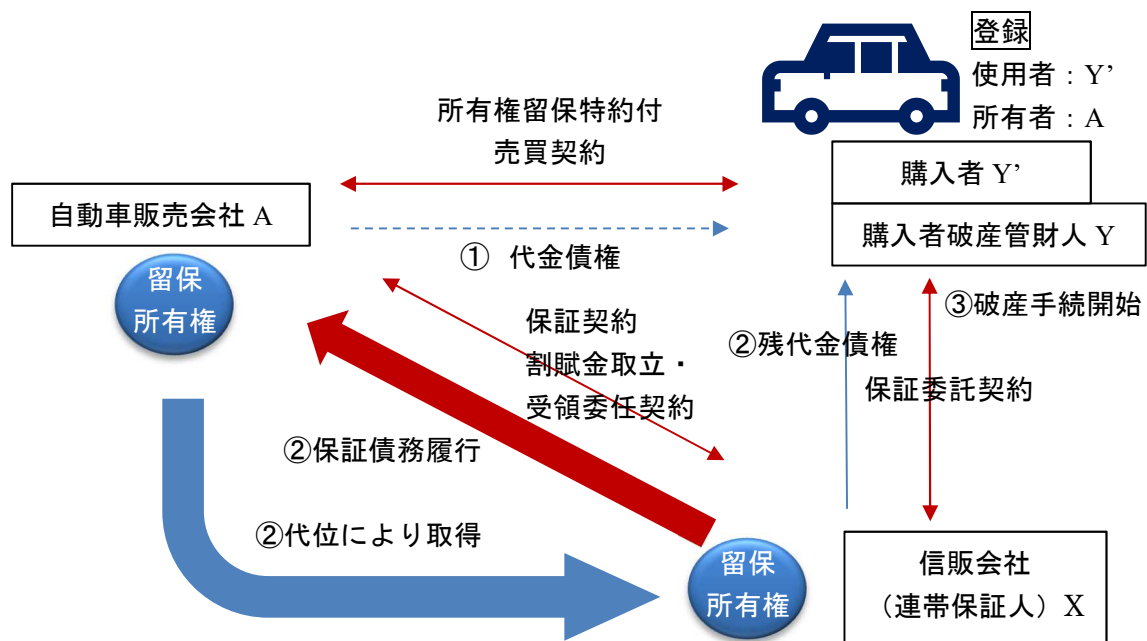 登録
使用者：Y’
所有者：A
所有権留保特約付
売買契約
購入者 Y’
自動車販売会社 A
購入者破産管財人 Y
① 代金債権
留保
所有権
保証契約
割賦金取立・
受領委任契約
③破産手続開始
②残代金債権
保証委託契約
②保証債務履行
②代位により取得
留保
所有権
信販会社
（連帯保証人）X